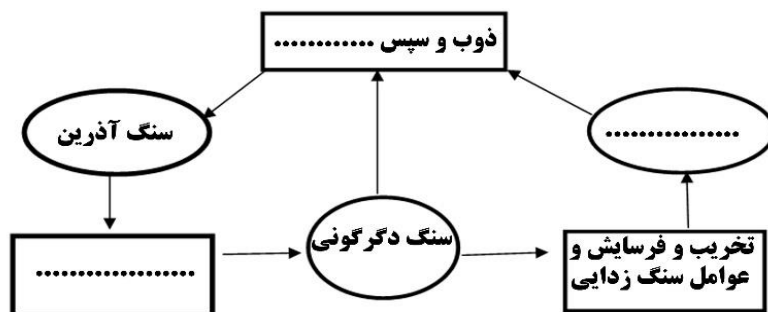 ذوب و سپس ............
سنگ آذرین
................
...................
سنگ دگرگونی
تخریب و فرسایش و
عوامل سنگ زدایی